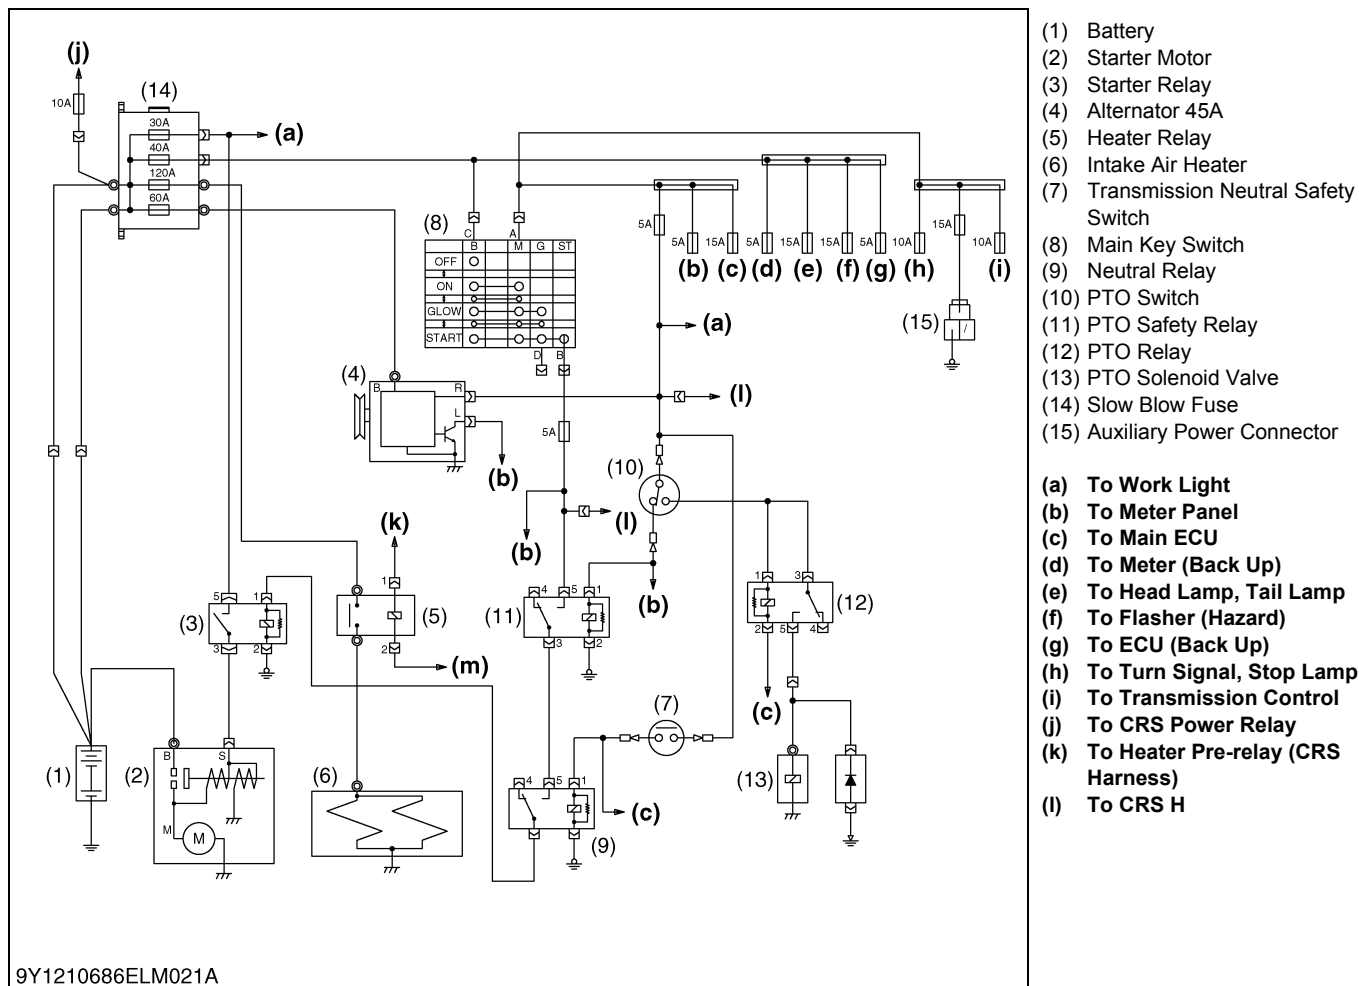 (j)
10A
(14)
30A
(a)
40A
120A
60A
(8)
C
A
B M G ST
OFF
ON
GLOW
START
D
B
5A
5A
15A
5A
15A
15A
5A
10A
15A
10A
(b)
(c)
(d)
(e)
(f)
(g)
(h)
(i)
(a)
(15)
(4)
B
R
L
(b)
5A
(l)
(10)
(k)
(l)
(b)
(b)
5
1
(3)
3
2
1
(5)
2
(m)
4
5
1
(11)
3
2
1
3
(12)
2
5
4
(c)
(7)
(1)
(2)
B
S
M
M
(6)
4
5
1
(c)
(9)
(13)
9Y1210686ELM021A
(1) Battery
(2) Starter Motor
(3) Starter Relay
(4) Alternator 45A
(5) Heater Relay
(6) Intake Air Heater
(7) Transmission Neutral Safety
Switch
(8) Main Key Switch
(9) Neutral Relay
(10) PTO Switch
(11) PTO Safety Relay
(12) PTO Relay
(13) PTO Solenoid Valve
(14) Slow Blow Fuse
(15) Auxiliary Power Connector
(a) To Work Light
(b) To Meter Panel
(c) To Main ECU
(d) To Meter (Back Up)
(e) To Head Lamp, Tail Lamp
(f) To Flasher (Hazard)
(g) To ECU (Back Up)
(h) To Turn Signal, Stop Lamp
(i) To Transmission Control
(j) To CRS Power Relay
(k) To Heater Pre-relay (CRS
Harness)
(l) To CRS H